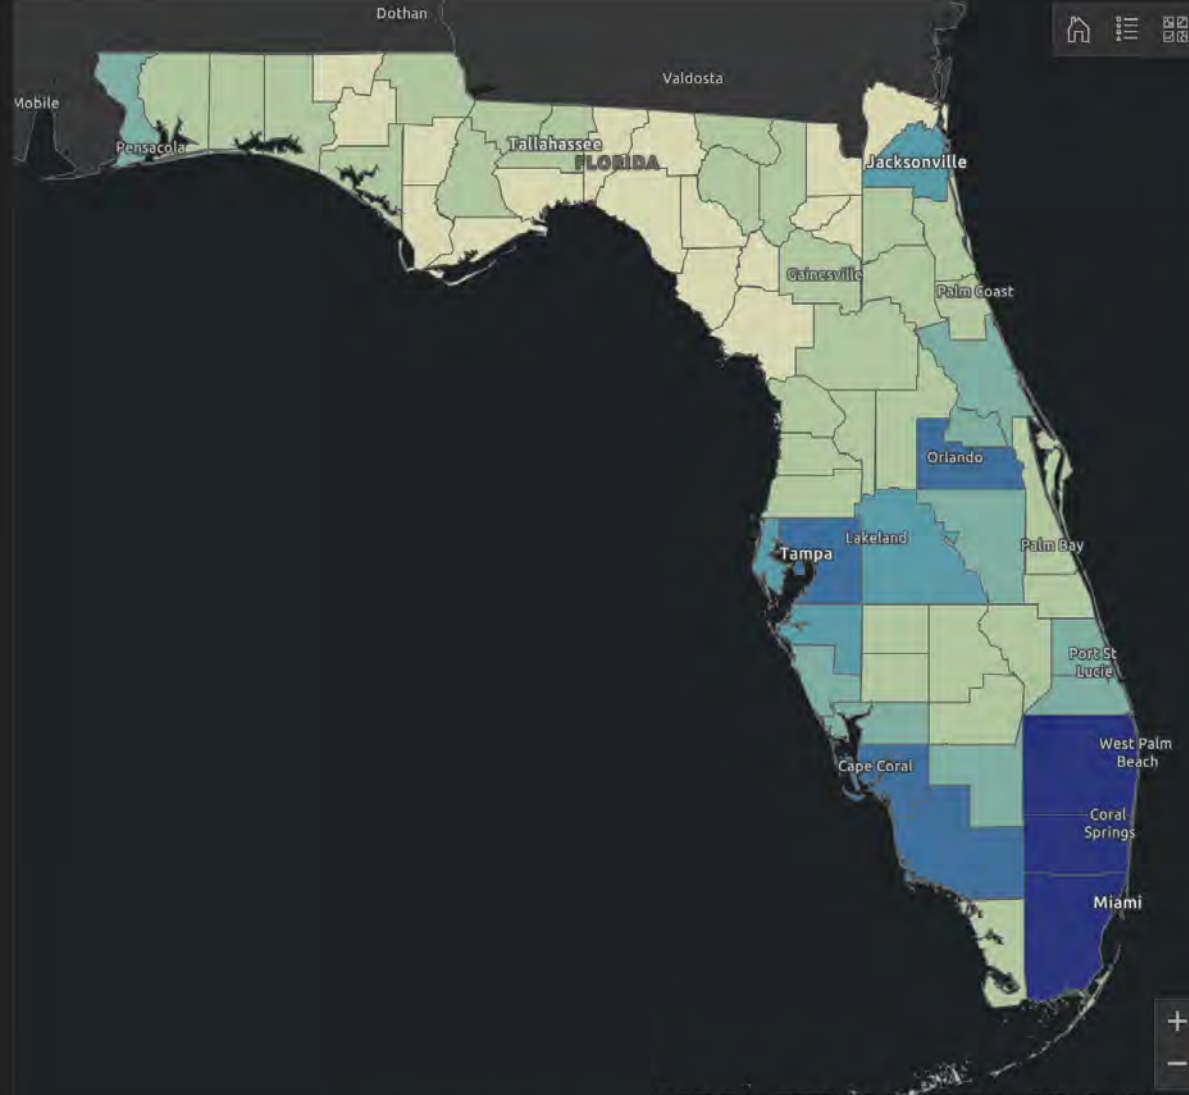 Dothan
Valdosta
Mobile
Pensacola
Tallahassee
FLORIDA
Jacksonville
Gainesville
Palm Coast
Orlando
Lakeland
Palm Bay
Tampa
Port St
Lucie
West Palm
Beach
Cape Coral
Coral
Springs
Miami
+
−